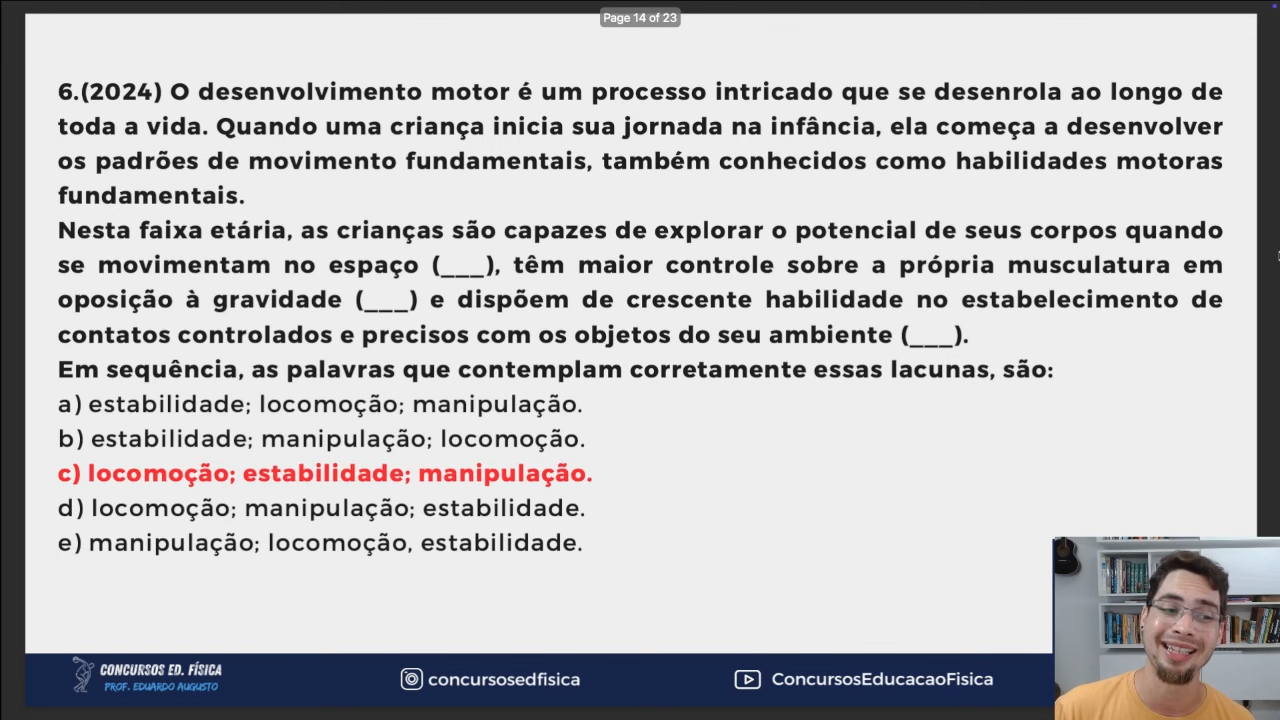 Page 14 of 23
6.(2024) O desenvolvimento motor é um processo intricado que se desenrola ao longo de
toda a vida. Quando uma criança inicia sua jornada na infância, ela começa a desenvolver
os padrões de movimento fundamentais, também conhecidos como habilidades motoras
fundamentais.
Nesta faixa etária, as crianças são capazes de explorar o potencial de seus corpos quando
se movimentam no espaço (___), têm maior controle sobre a própria musculatura em
oposição à gravidade (___) e dispõem de crescente habilidade no estabelecimento de
contatos controlados e precisos com os objetos do seu ambiente (___).
Em sequência, as palavras que contemplam corretamente essas lacunas, são:
a) estabilidade; locomoção; manipulação.
b) estabilidade; manipulação; locomoção.
c) locomoção; estabilidade; manipulação.
d) locomoção; manipulação; estabilidade.
e) manipulação; locomoção, estabilidade.
CONCURSOS ED. FÍSICA
PROF. EDUARDO AUGUSTO
concursosedfisica
ConcursosEducacaoFisica